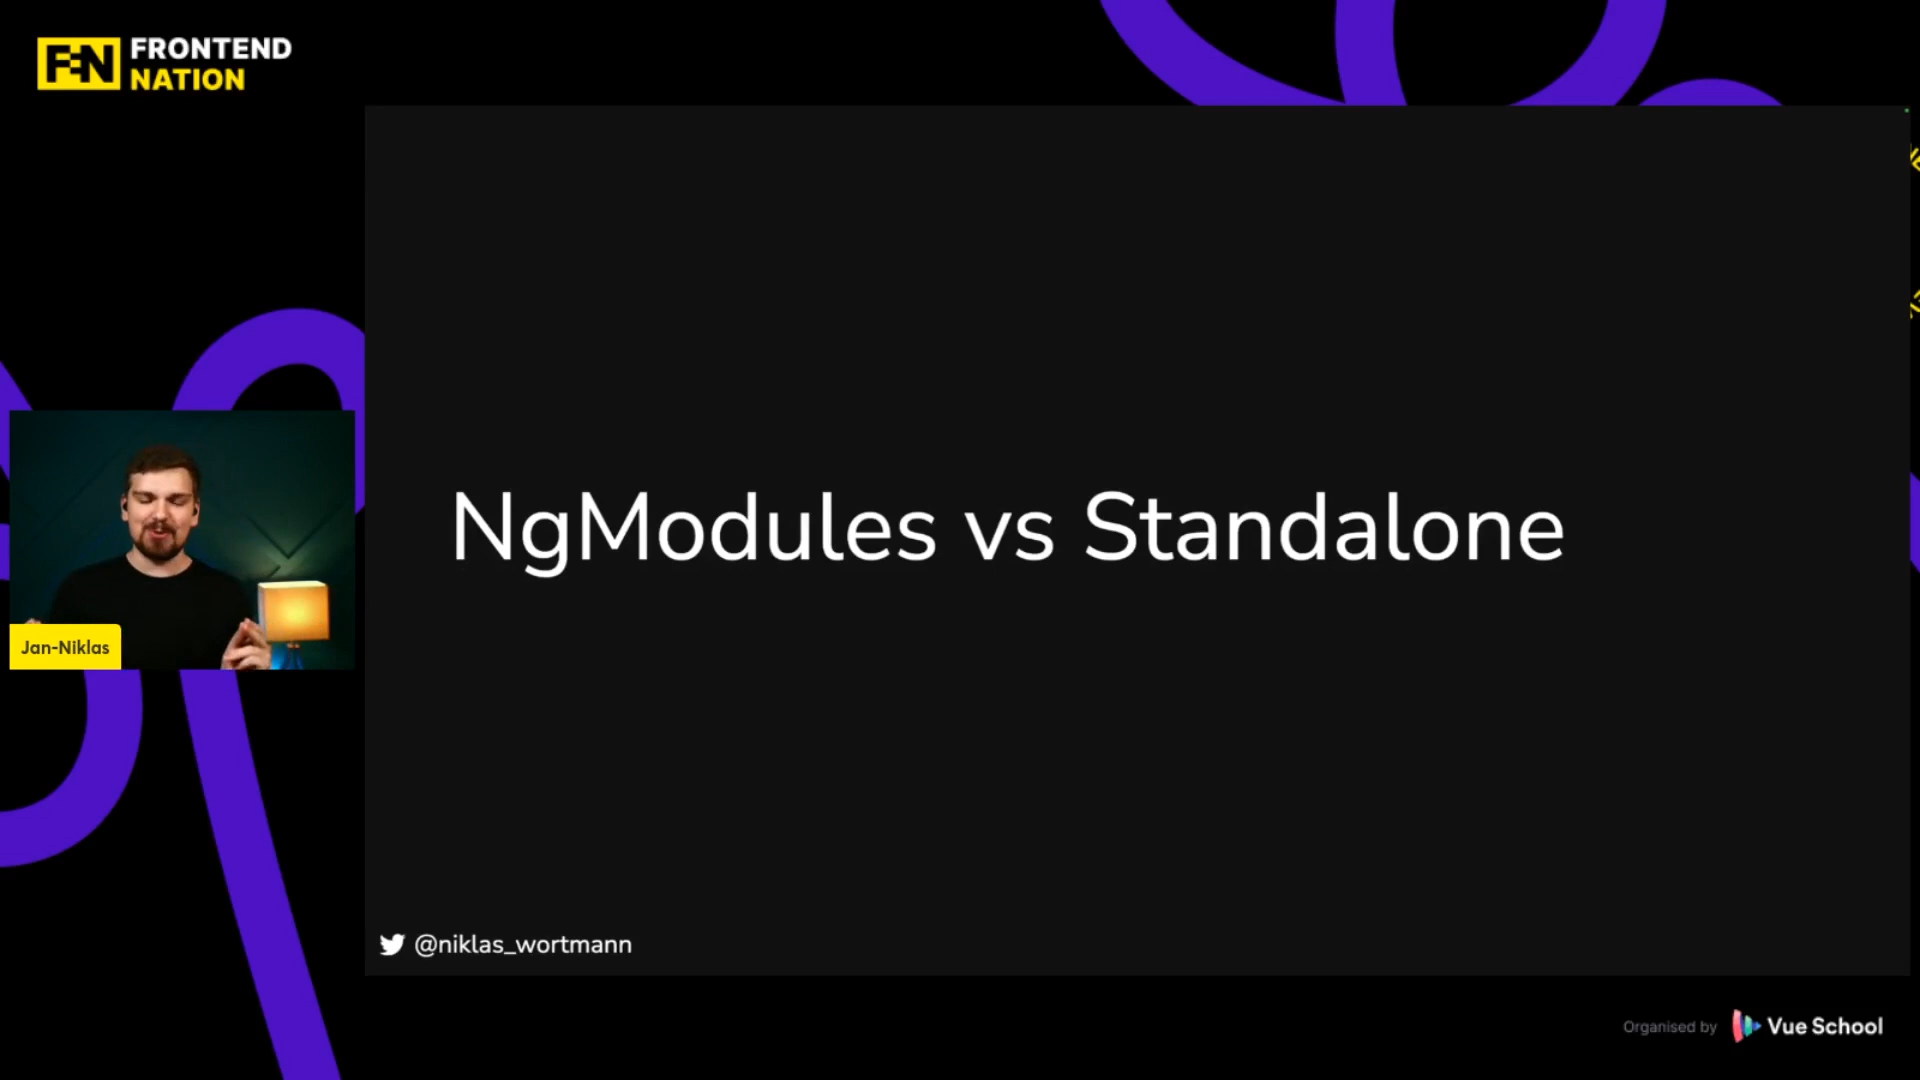 FRONTEND
NATION
NgModules vs Standalone
Jan-Niklas
@niklas_wortmann
Organised by Vue School